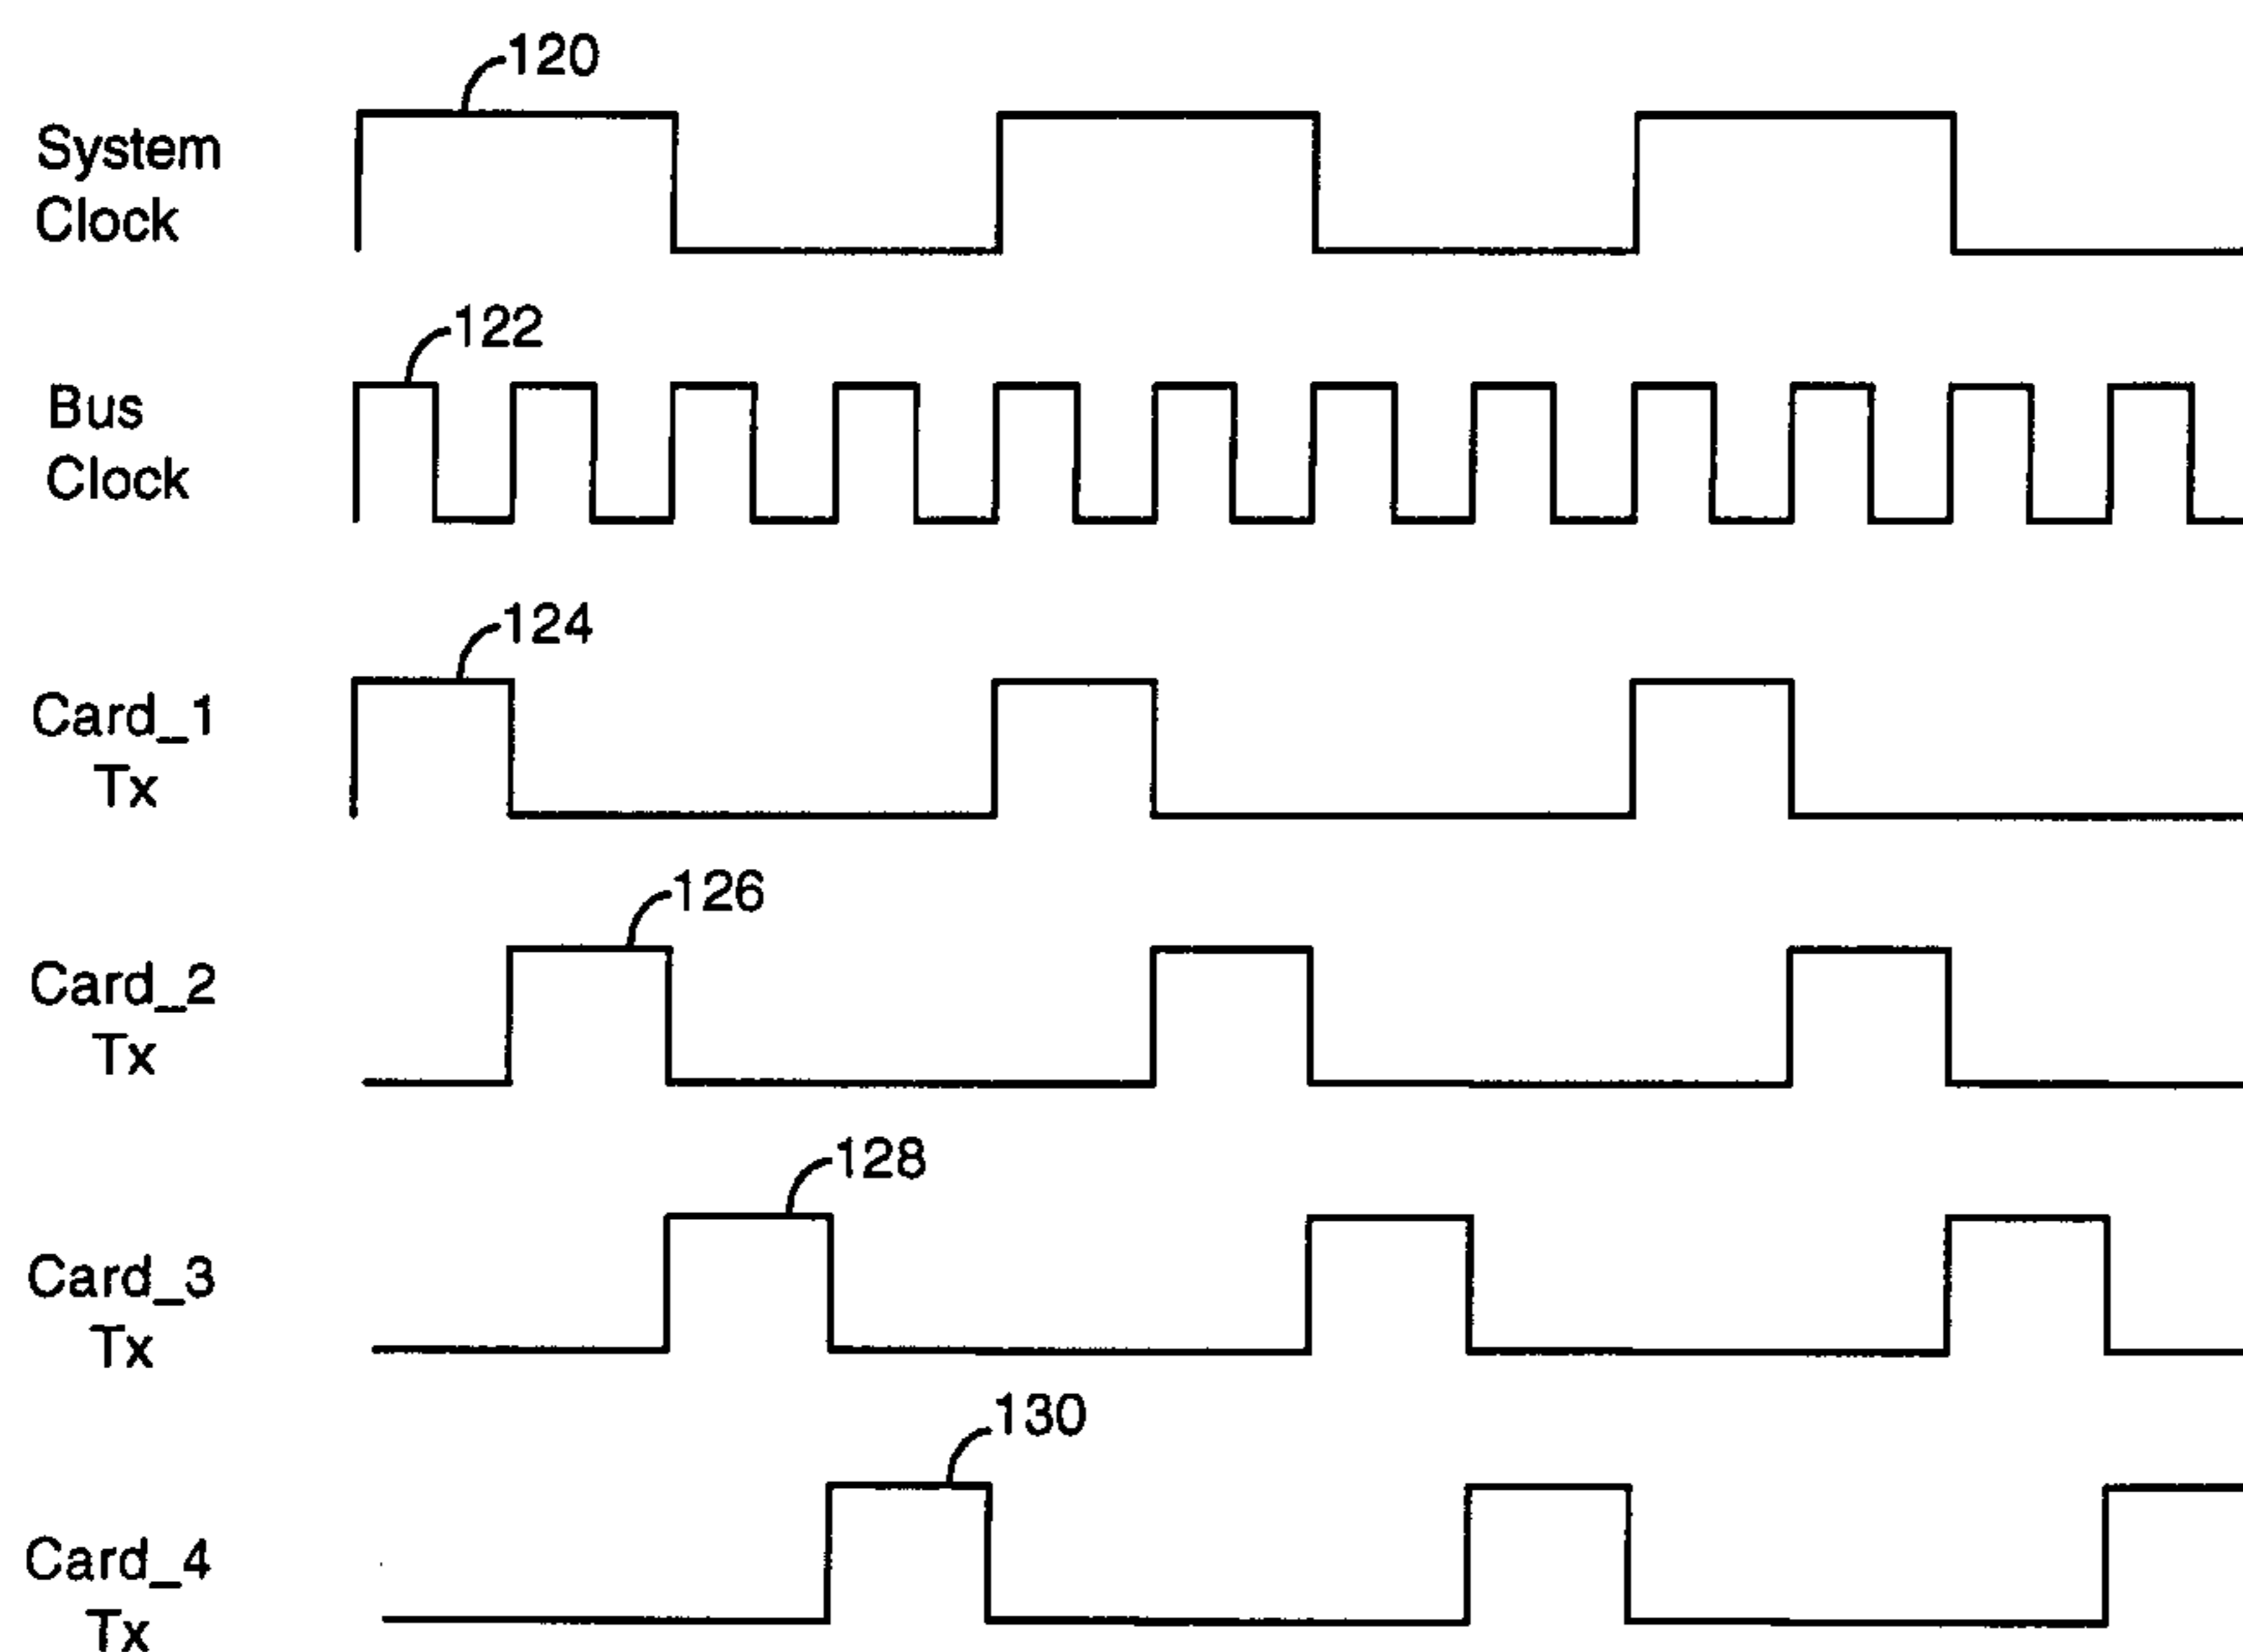 120
System
Clock
122
Bus
Clock
124
Card_1
Tx
126
Card_2
Tx
128
Card_3
Tx
130
Card_4
Tx